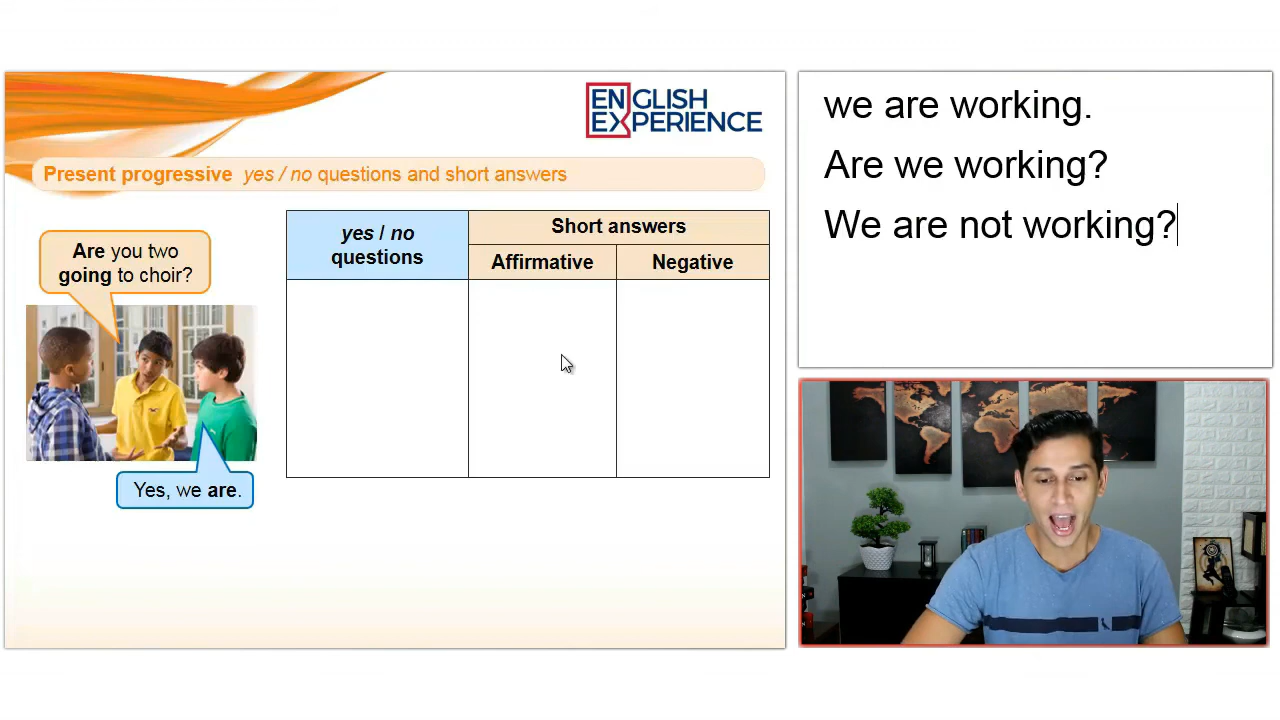 ENGLISH
EXPERIENCE
Present progressive yes / no questions and short answers
Are you two
going to choir?
Yes, we are.
yes / no
questions
Short answers
Affirmative
Negative
we are working.
Are we working?
We are not working?